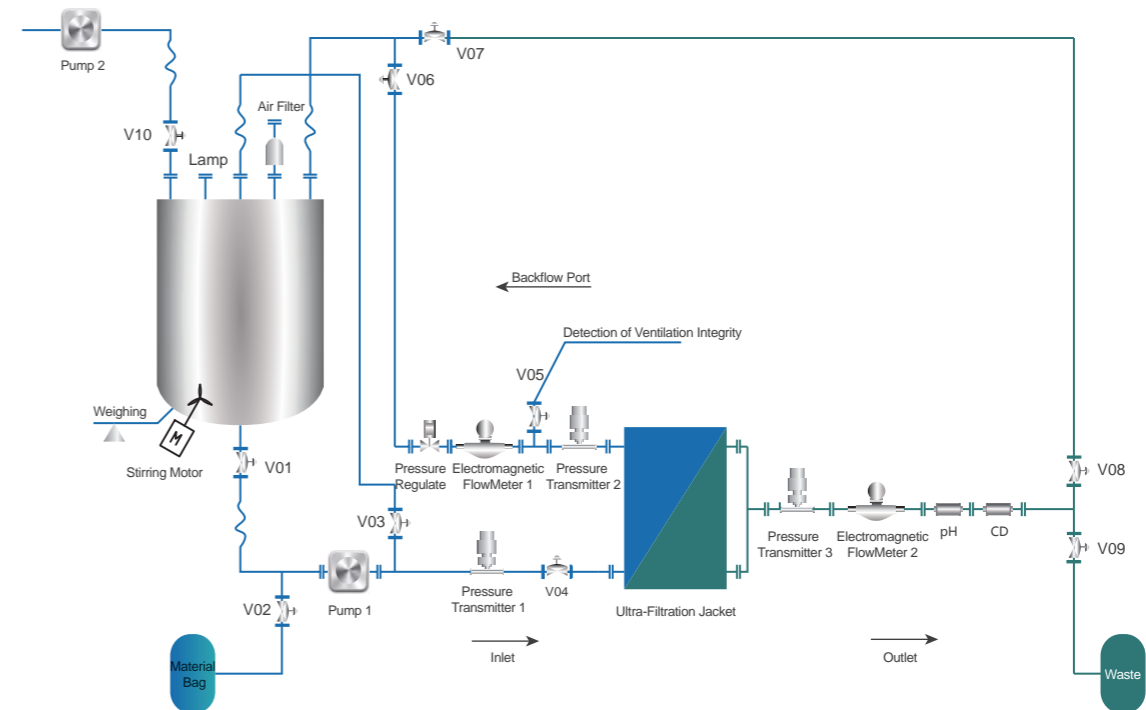 Pump 2
V07
V06
Air Filter
V10
Lamp
Backflow Port
Detection of Ventilation Integrity
V05
Weighing
M
Stirring Motor
V01
Pressure
Regulate
Electromagnetic
FlowMeter 1
Pressure
Transmitter 2
V08
V03
pH
CD
Pressure
Transmitter 3
Electromagnetic
FlowMeter 2
V09
V02
Pump 1
Pressure
Transmitter 1
V04
Ultra-Filtration Jacket
Inlet
Outlet
Material
Bag
Waste